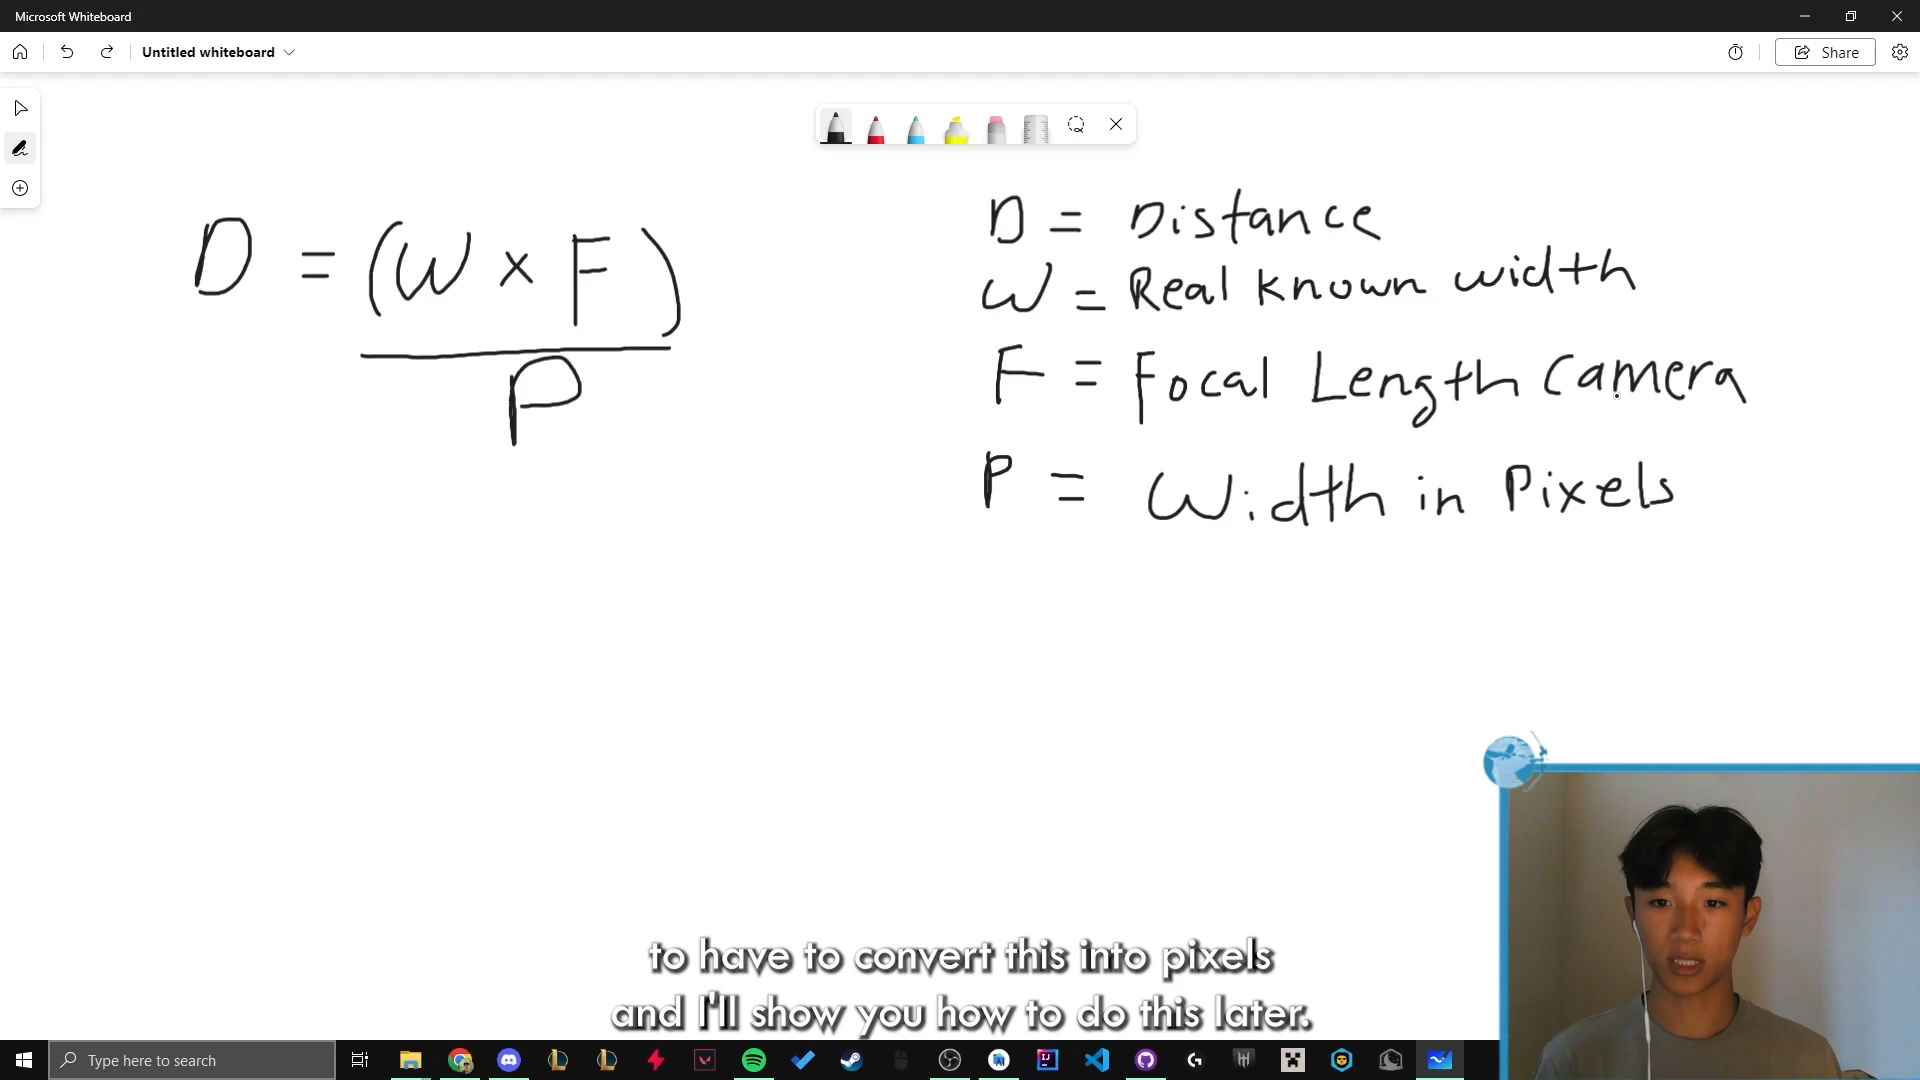 Microsoft Whiteboard
Untitled whiteboard
Share
D = (W x F)
P
D = Distance
W = Real known width
F = Focal Length Camera
P = Width in Pixels
to have to convert this into pixels
and I'll show you how to do this later.
Type here to search